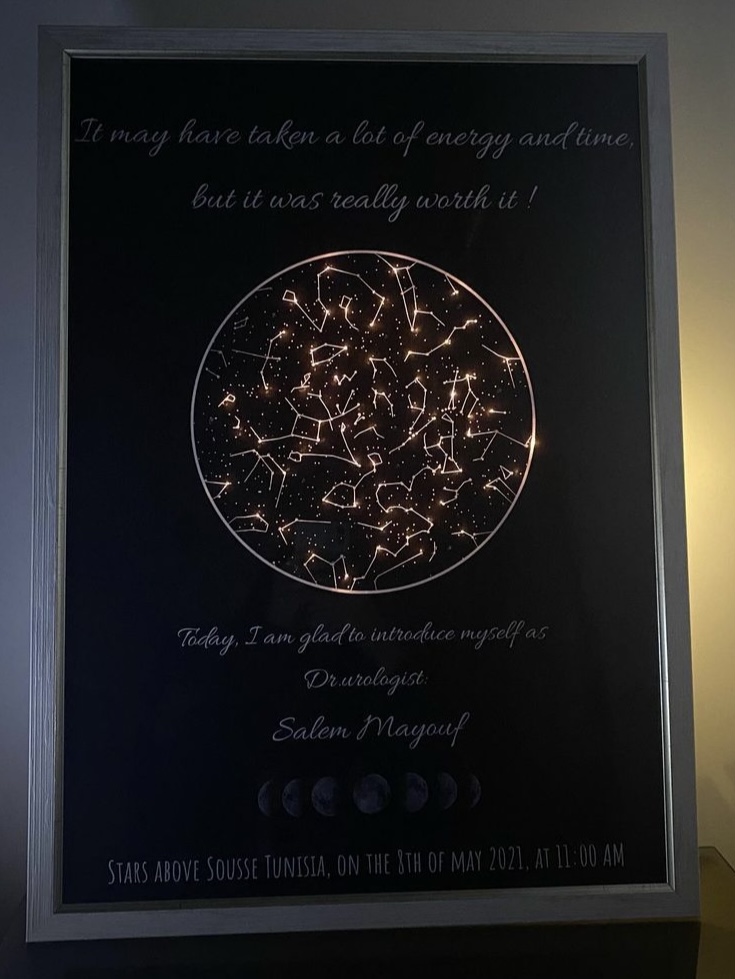 It may have taken a lot of energy and time,
but it was really worth it !
Today, I am glad to introduce myself as
Dr.urologist:
Salem Mayouf
Stars above Sousse Tunisia, on the 8th of may 2021, at 11:00 AM